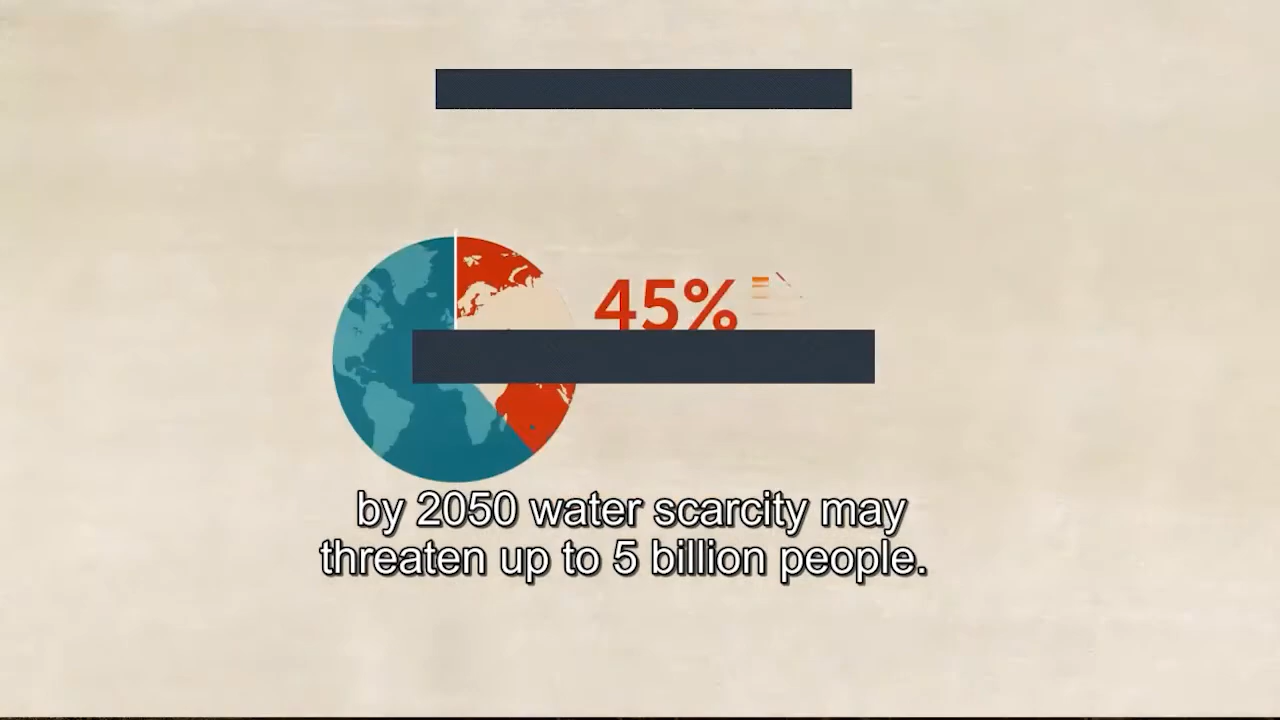 45%
by 2050 water scarcity may
threaten up to 5 billion people.